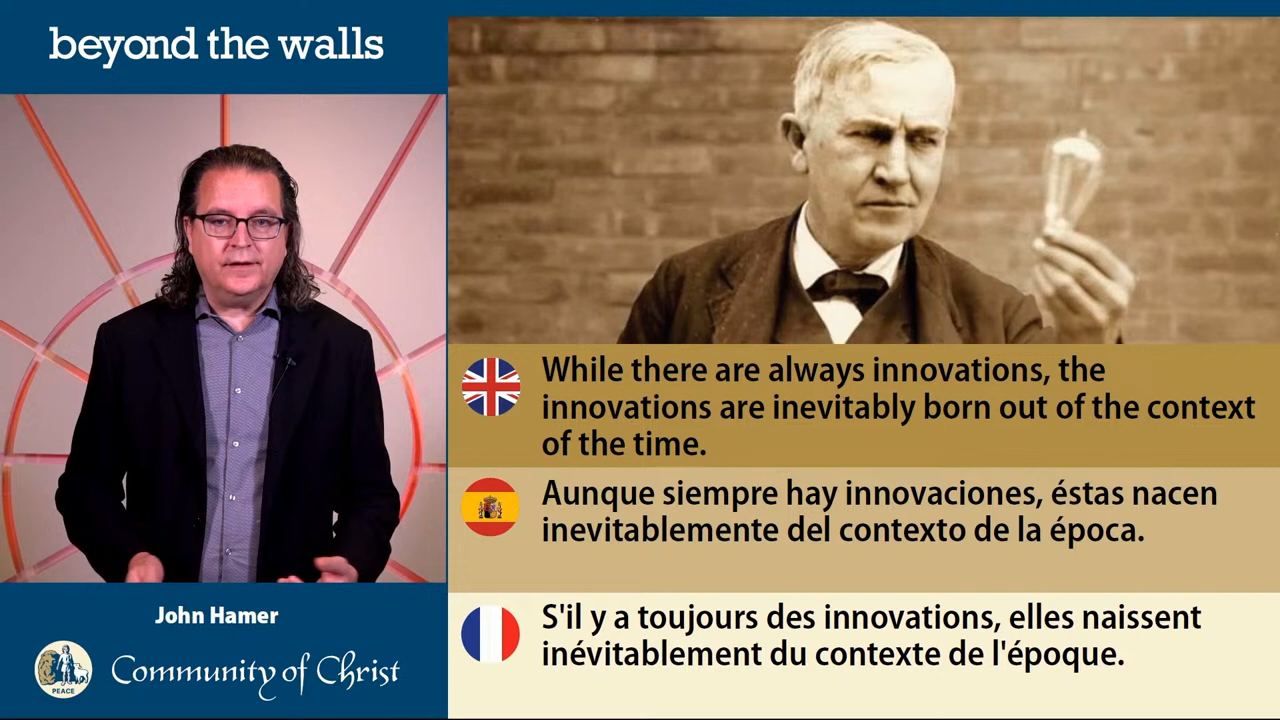 beyond the walls
While there are always innovations, the
innovations are inevitably born out of the context
of the time.
Aunque siempre hay innovaciones, éstas nacen
inevitablemente del contexto de la época.
S'il y a toujours des innovations, elles naissent
inévitablement du contexte de l'époque.
John Hamer
PEACE
Community of Christ